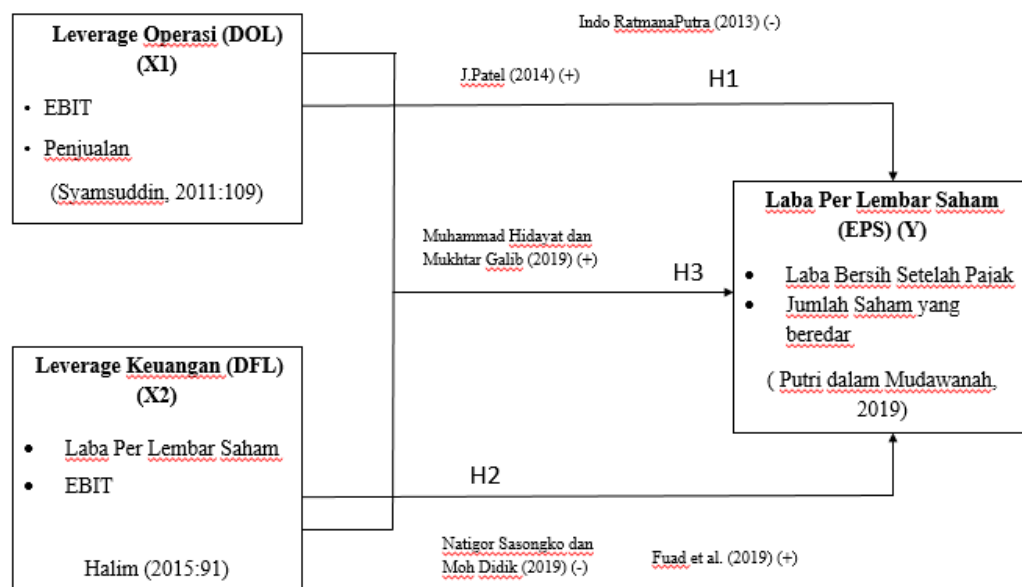 Leverage Operasi (DOL)
(X1)
• EBIT
• Penjualan
(Syamsuddin, 2011:109)
Indo RatmanaPutra (2013) (-)
J.Patel (2014) (+)
H1
Muhammad Hidayat dan
Mukhtar Galib (2019) (+)
H3
Laba Per Lembar Saham
(EPS) (Y)
• Laba Bersih Setelah Pajak
• Jumlah Saham yang
beredar
( Putri dalam Mudawanah,
2019)
Leverage Keuangan (DFL)
(X2)
• Laba Per Lembar Saham
• EBIT
Halim (2015:91)
H2
Natigor Sasongko dan
Moh Didik (2019) (-)
Fuad et al. (2019) (+)